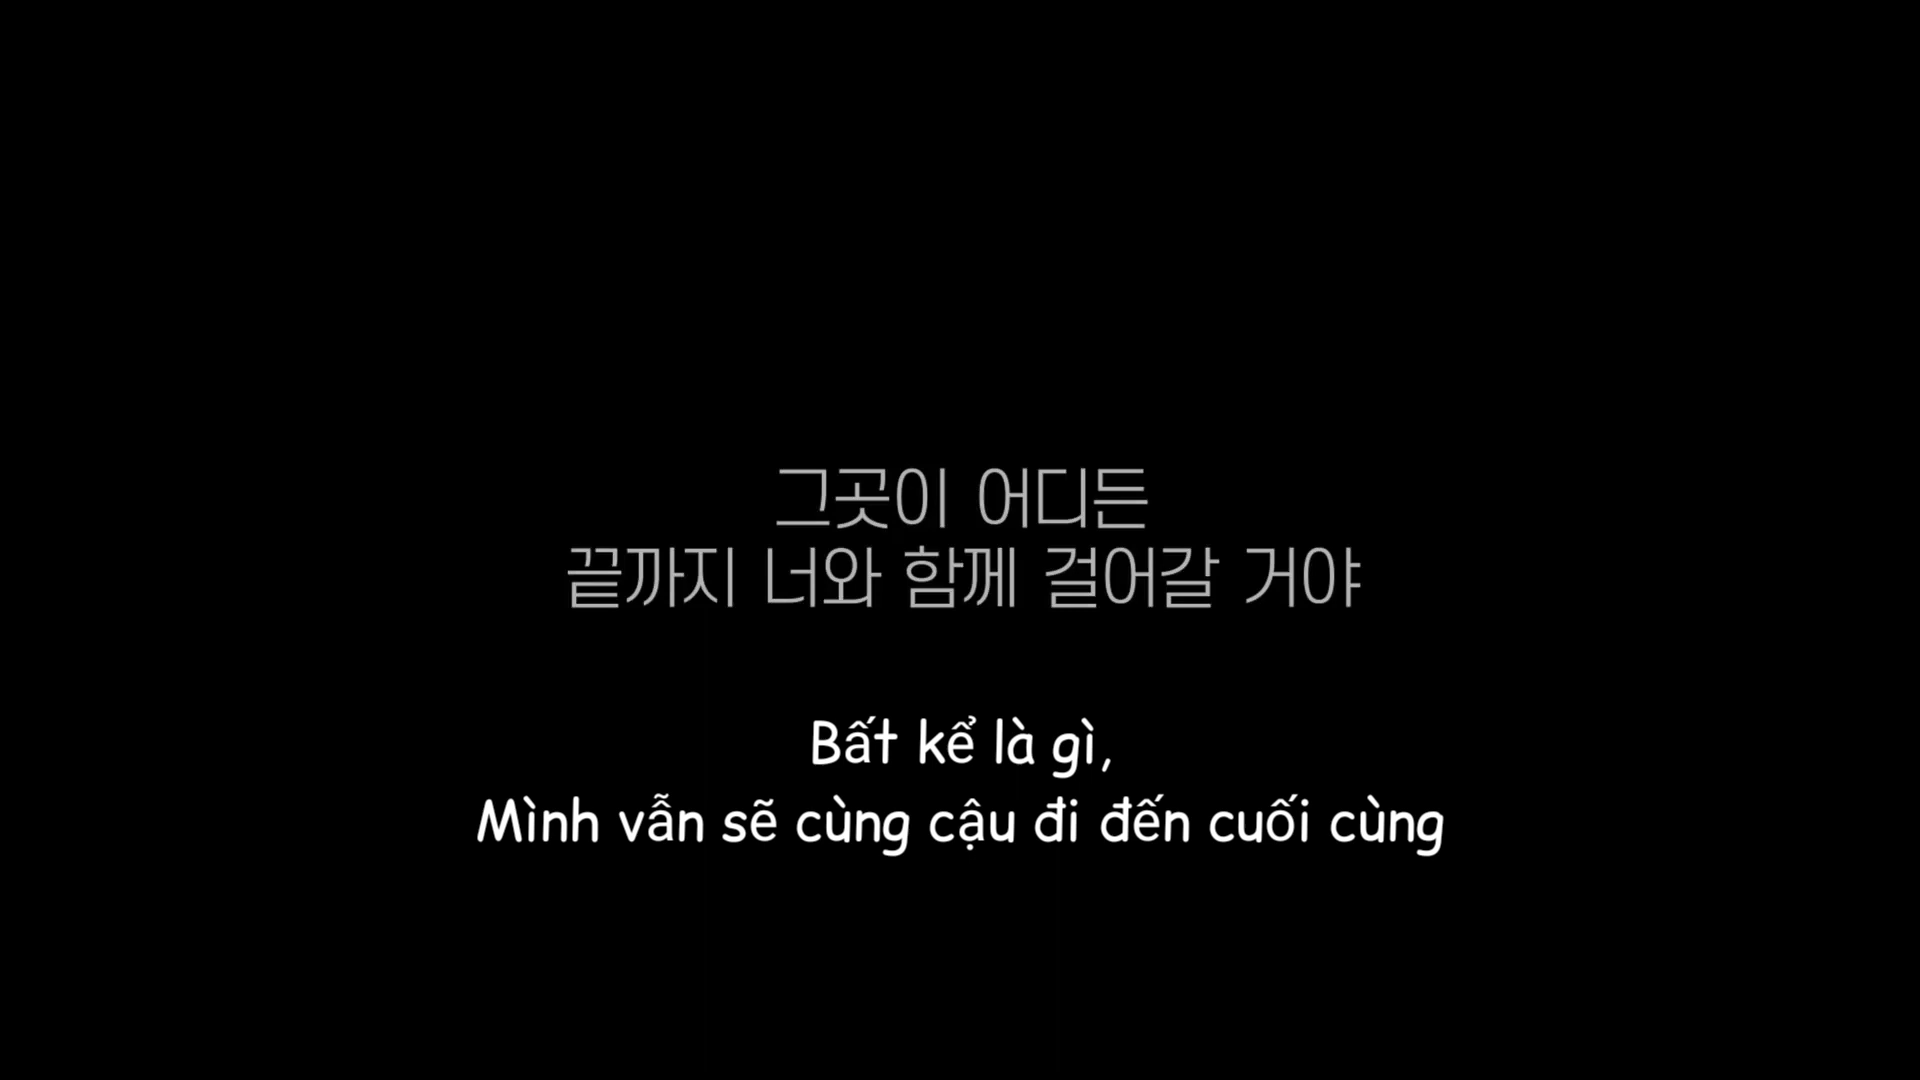 그곳이 어디든
끝까지 너와 함께 걸어갈 거야
Bất kể là gì,
Mình vẫn sẽ cùng cậu đi đến cuối cùng